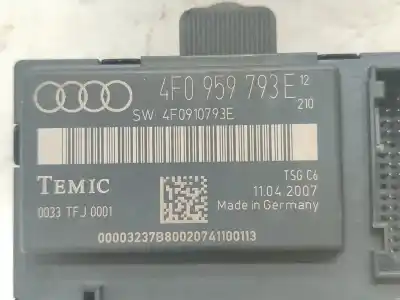 4F0 959 793 E 12
210
SW 4F0910793E
TEMIC
TSG C6
11.04.2007
0033 TFJ 0001
Made in Germany
00003237B80020741100113